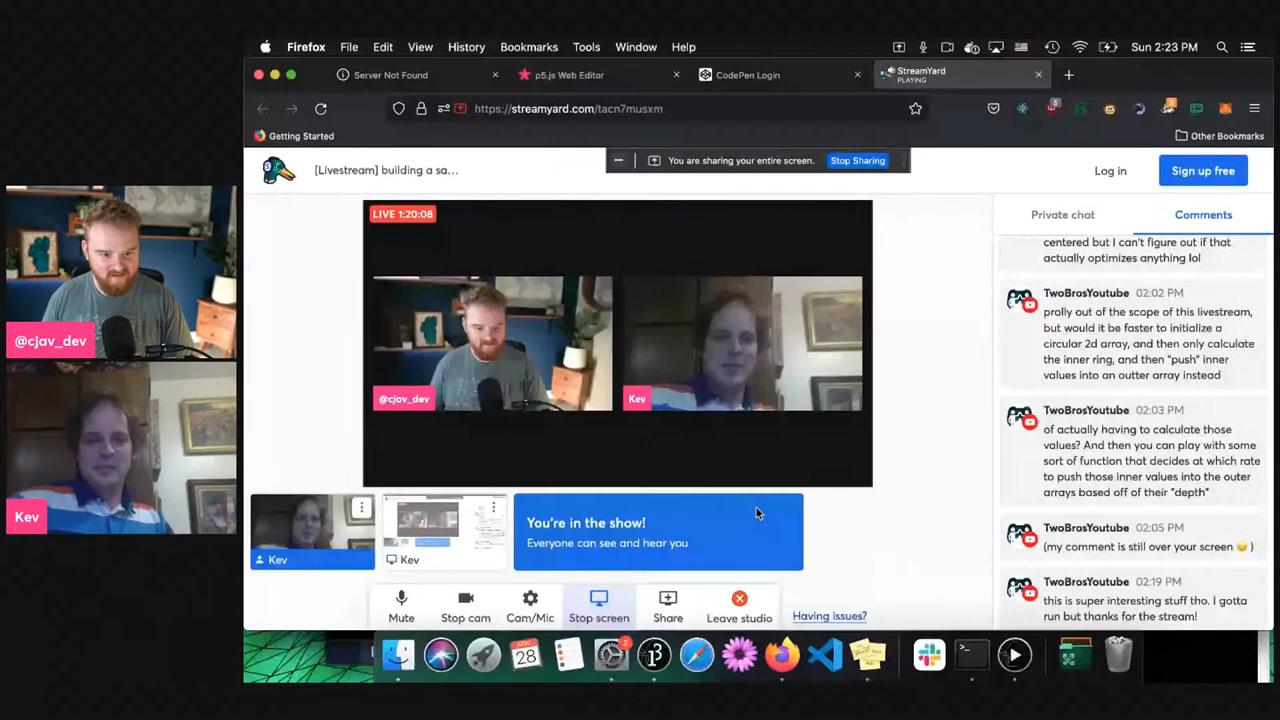 Firefox File Edit View History Bookmarks Tools Window Help Sun 2:23 PM
Server Not Found p5.js Web Editor CodePen Login StreamYard
PLAYING
https://streamyard.com/tacn7musxm
Getting Started Other Bookmarks
You are sharing your entire screen. Stop Sharing
[Livestream] building a sa... Log in Sign up free
LIVE 1:20:08
Private chat Comments
centered but I can't figure out if that
actually optimizes anything lol
TwoBrosYoutube 02:02 PM
prolly out of the scope of this livestream,
but would it be faster to initialize a
circular 2d array, and then only calculate
the inner ring, and then "push" inner
values into an outter array instead
TwoBrosYoutube 02:03 PM
of actually having to calculate those
values? And then you can play with some
sort of function that decides at which rate
to push those inner values into the outer
arrays based off of their "depth"
TwoBrosYoutube 02:05 PM
(my comment is still over your screen 😅)
TwoBrosYoutube 02:19 PM
this is super interesting stuff tho. I gotta
run but thanks for the stream!
@cjav_dev
Kev
@cjav_dev
Kev
You're in the show!
Everyone can see and hear you
Kev
Kev
Mute Stop cam Cam/Mic Stop screen Share Leave studio Having issues?
NOV
28
2